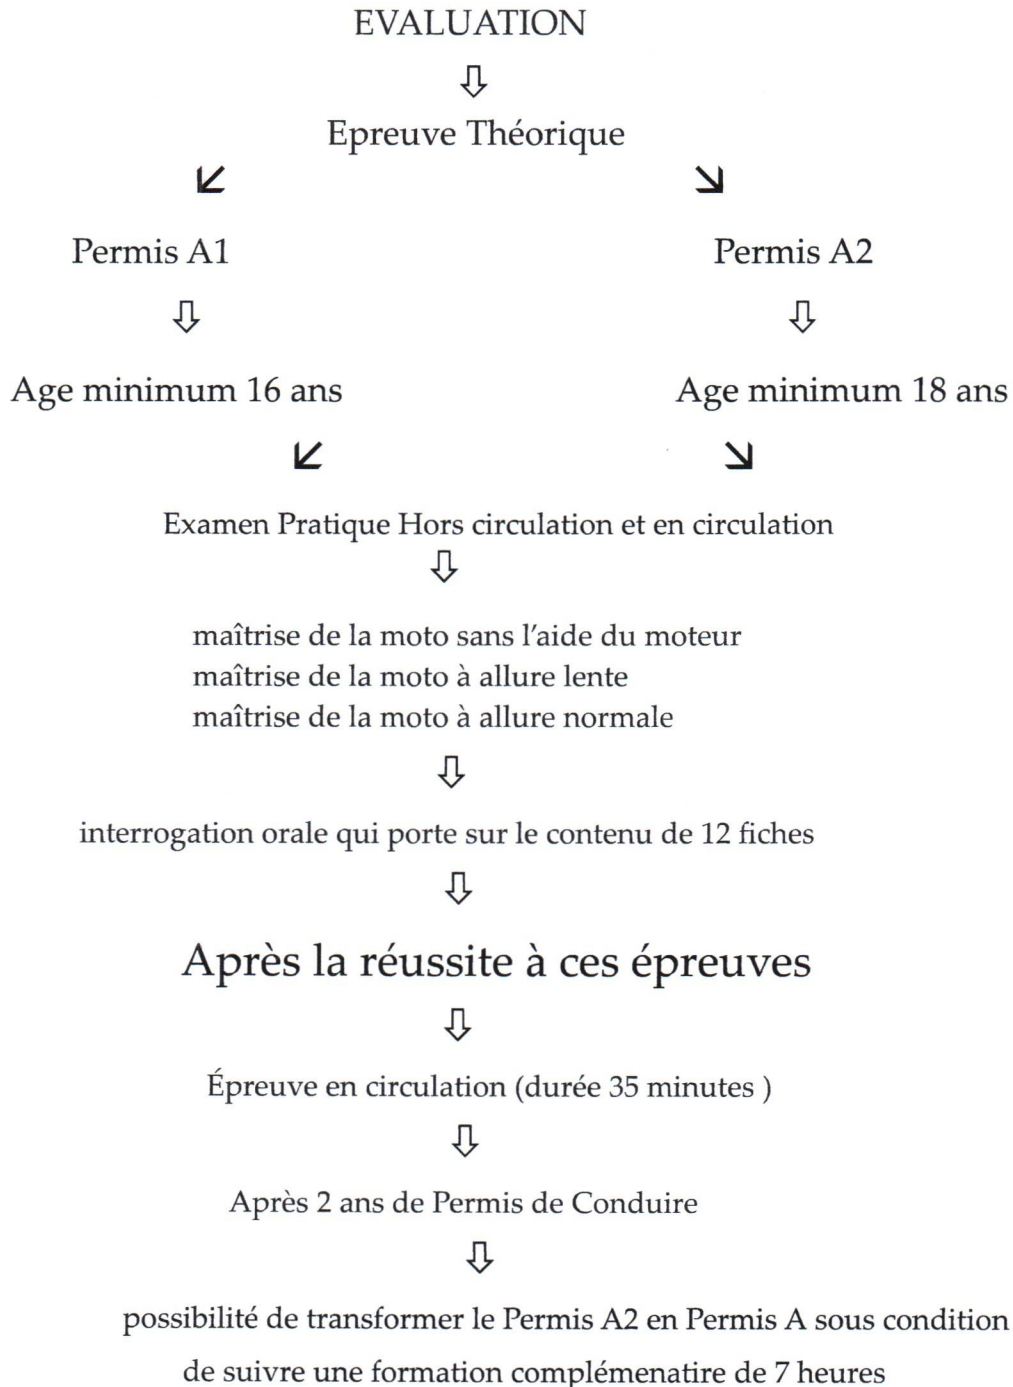 EVALUATION
Epreuve Théorique
Permis A1
Permis A2
Age minimum 16 ans
Age minimum 18 ans
Examen Pratique Hors circulation et en circulation
maîtrise de la moto sans l'aide du moteur
maîtrise de la moto à allure lente
maîtrise de la moto à allure normale
interrogation orale qui porte sur le contenu de 12 fiches
Après la réussite à ces épreuves
Épreuve en circulation (durée 35 minutes )
Après 2 ans de Permis de Conduire
possibilité de transformer le Permis A2 en Permis A sous condition
de suivre une formation complémenatire de 7 heures